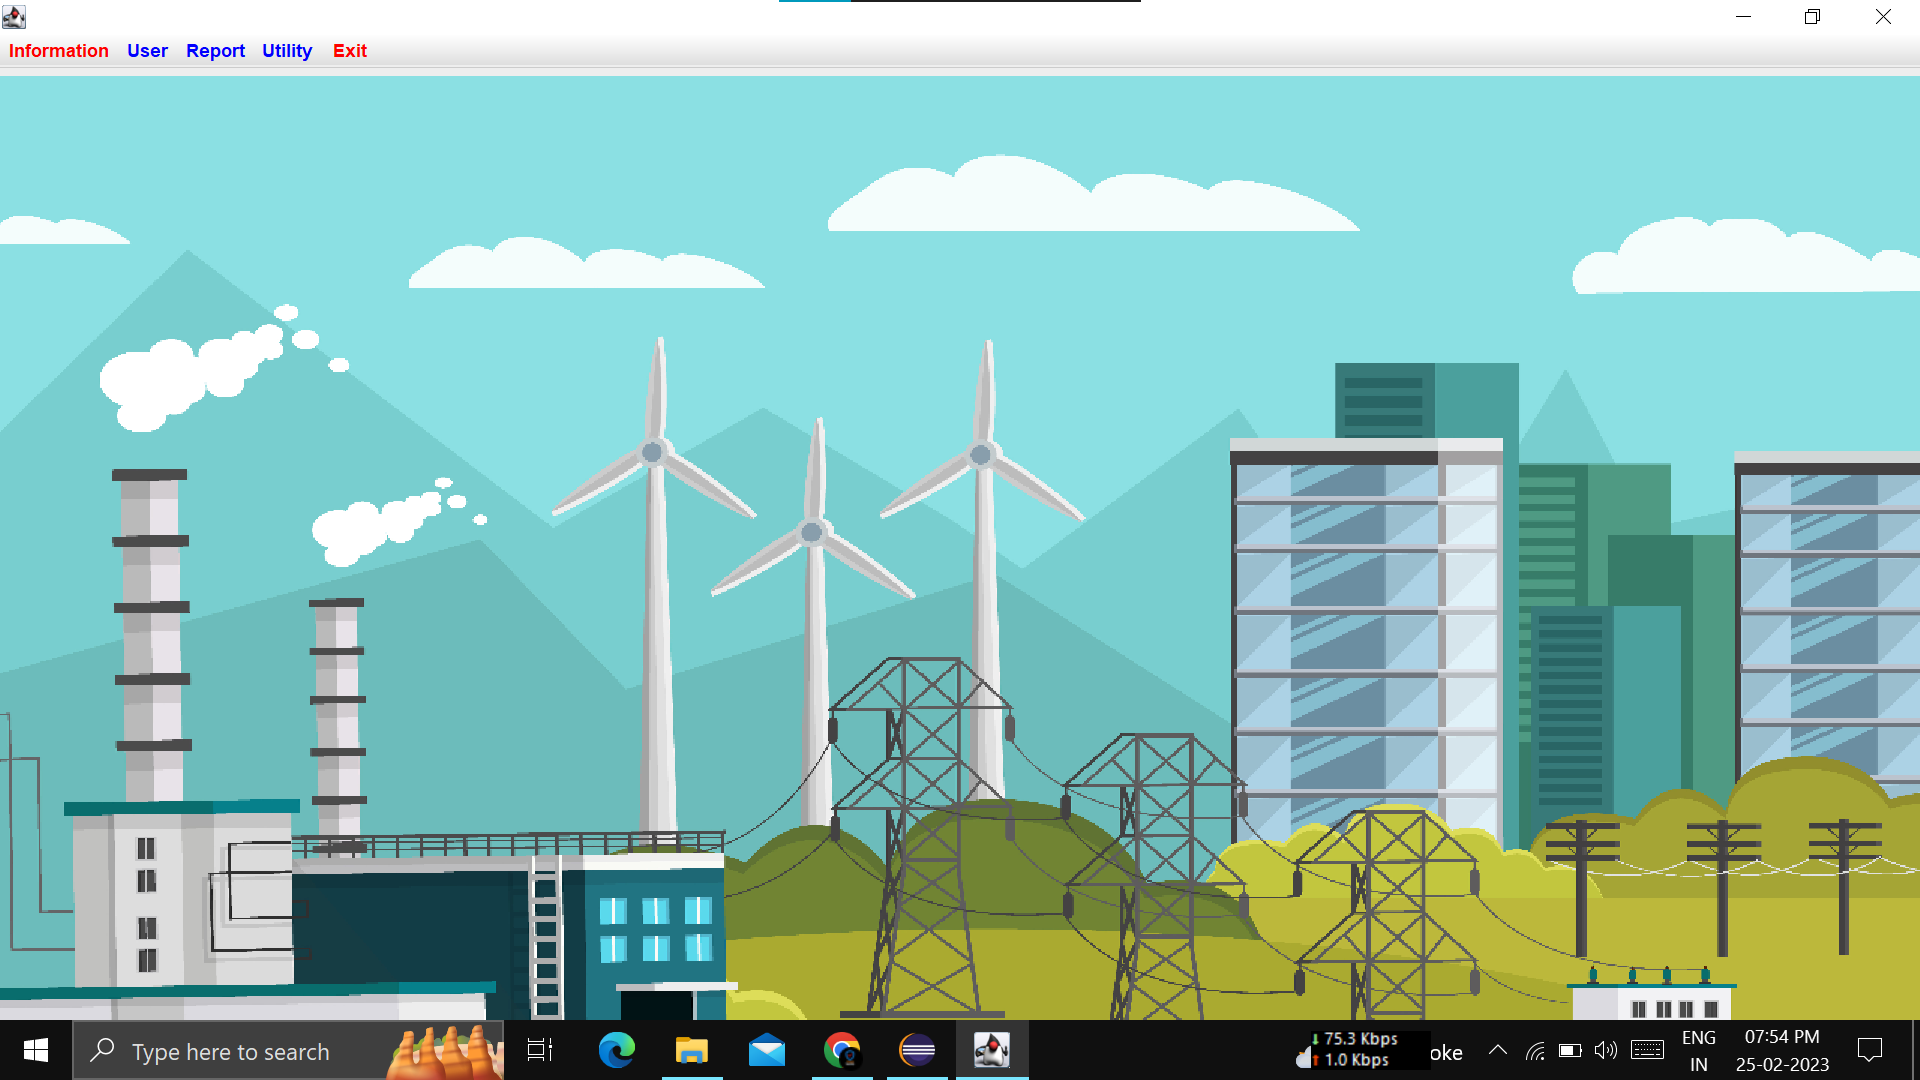 Information User Report Utility Exit
Type here to search
↓ 75.3 Kbps
↑ 1.0 Kbps
oke
ENG
IN
07:54 PM
25-02-2023